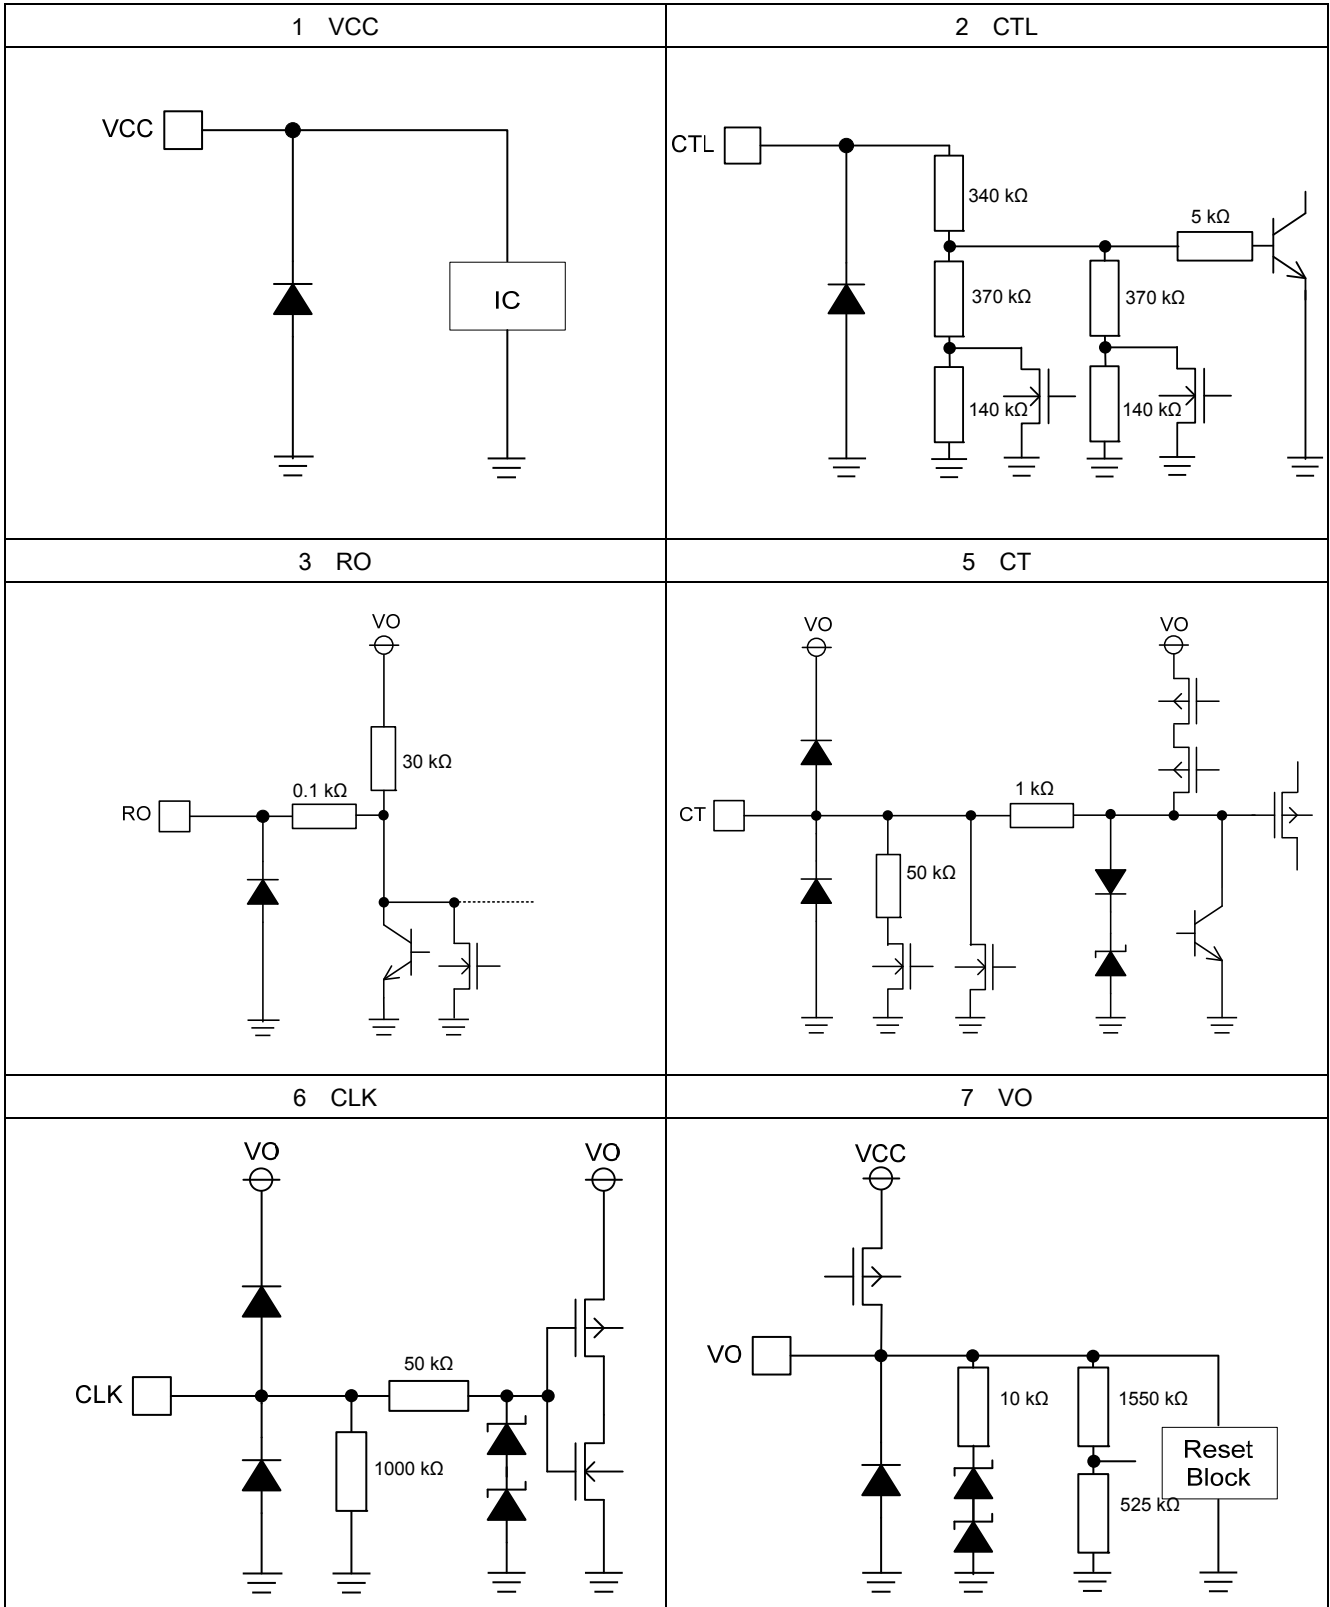 1 VCC
2 CTL
VCC
IC
CTL
340 kΩ
5 kΩ
370 kΩ
370 kΩ
140 kΩ
140 kΩ
3 RO
5 CT
VO
30 kΩ
0.1 kΩ
RO
VO
VO
1 kΩ
CT
50 kΩ
6 CLK
7 VO
VO
VO
50 kΩ
CLK
1000 kΩ
VCC
VO
10 kΩ
1550 kΩ
Reset
Block
525 kΩ